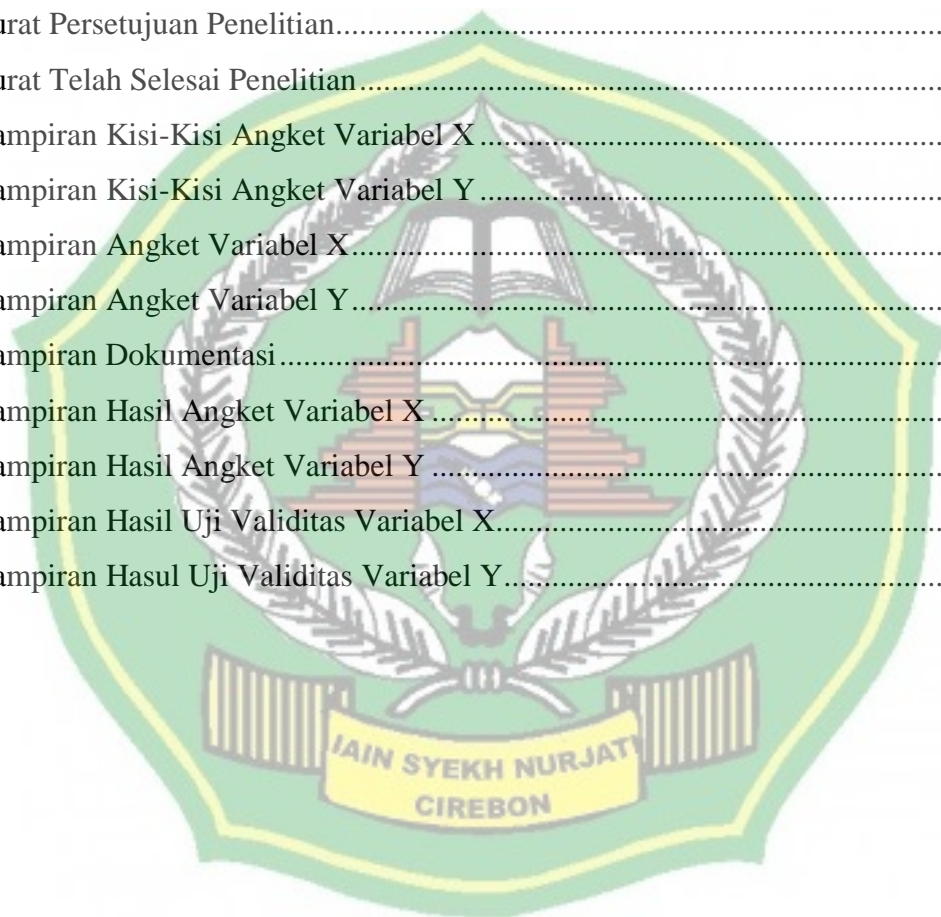 urat Persetujuan Penelitian
urat Telah Selesai Penelitian
ampiran Kisi-Kisi Angket Variabel X
ampiran Kisi-Kisi Angket Variabel Y
ampiran Angket Variabel X
ampiran Angket Variabel Y
ampiran Dokumentasi
ampiran Hasil Angket Variabel X
ampiran Hasil Angket Variabel Y
ampiran Hasil Uji Validitas Variabel X
ampiran Hasul Uji Validitas Variabel Y
IAIN SYEKH NURJATI
CIREBON